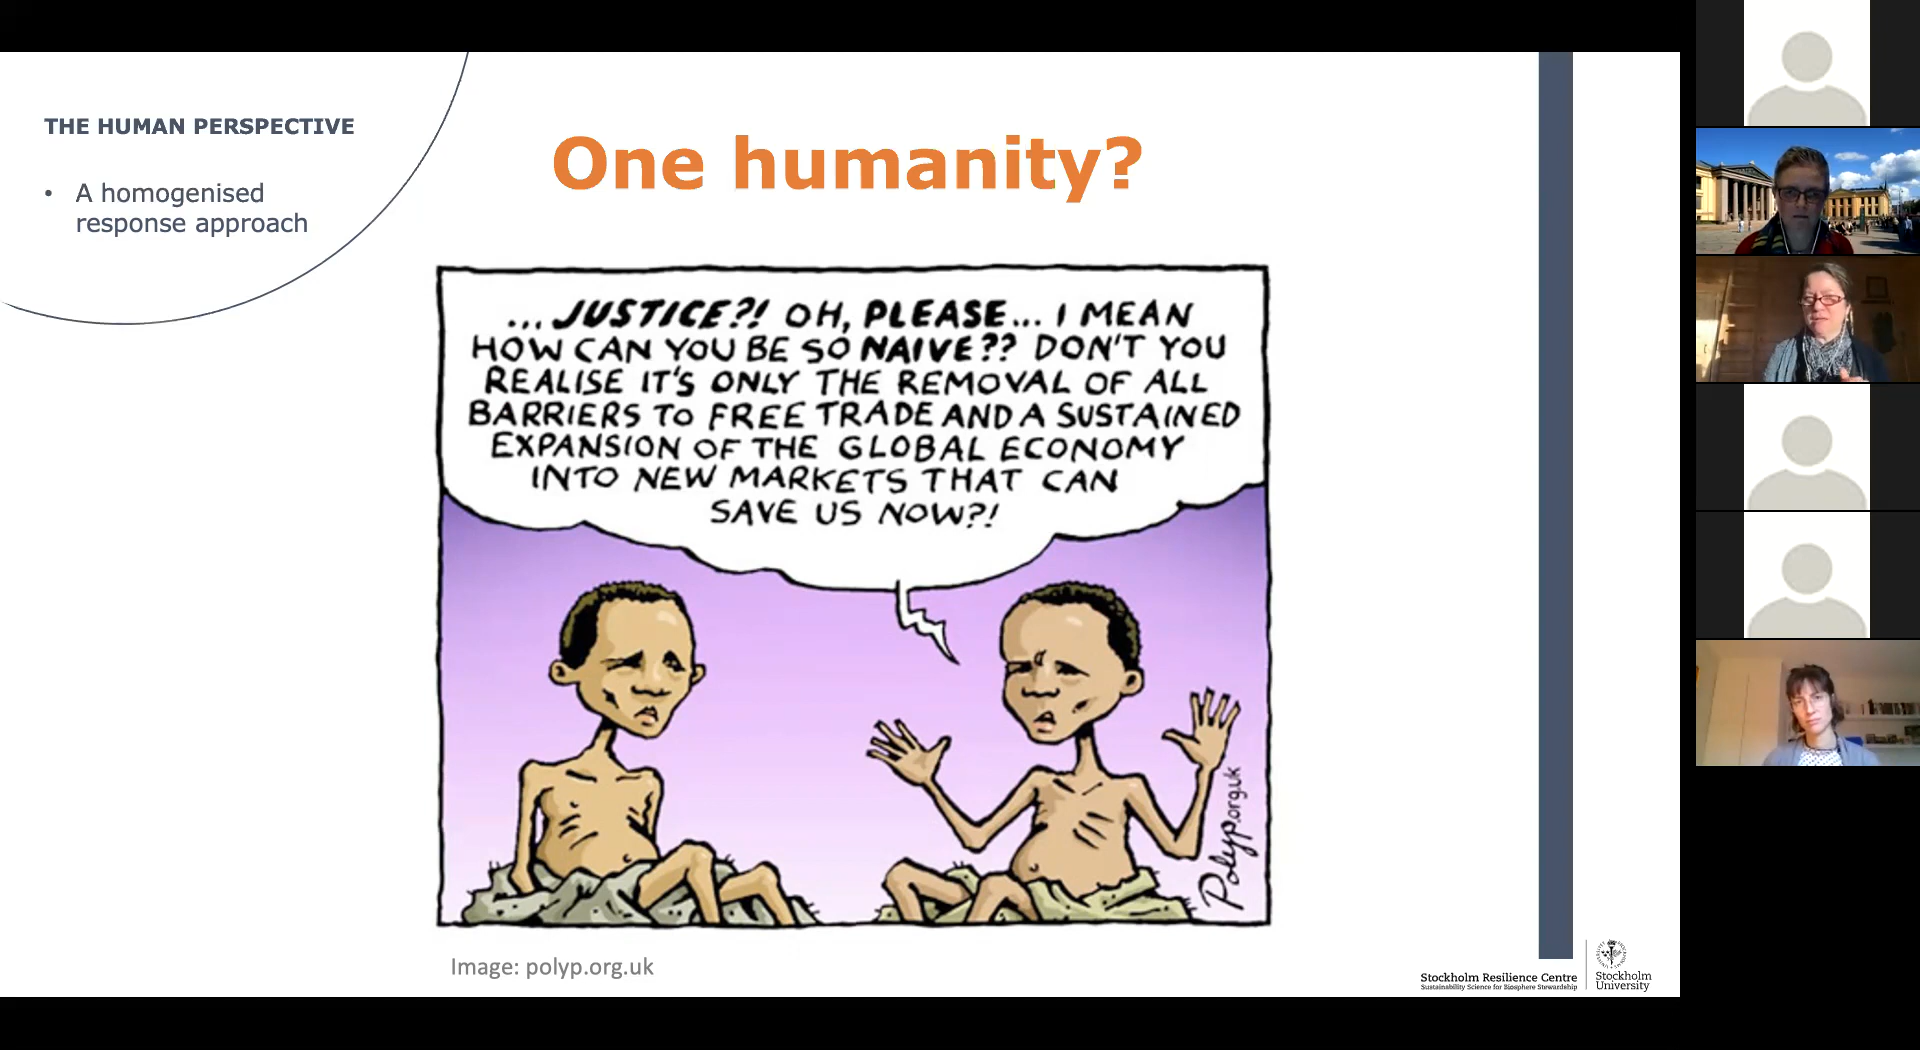 THE HUMAN PERSPECTIVE
• A homogenised
response approach
One humanity?
...JUSTICE?! OH, PLEASE... I MEAN
HOW CAN YOU BE SO NAIVE?? DON'T YOU
REALISE IT'S ONLY THE REMOVAL OF ALL
BARRIERS TO FREE TRADE AND A SUSTAINED
EXPANSION OF THE GLOBAL ECONOMY
INTO NEW MARKETS THAT CAN
SAVE US NOW?!
Polyp.org.uk
Image: polyp.org.uk
Stockholm Resilience Centre
Sustainability Science for Biosphere Stewardship
Stockholm
University